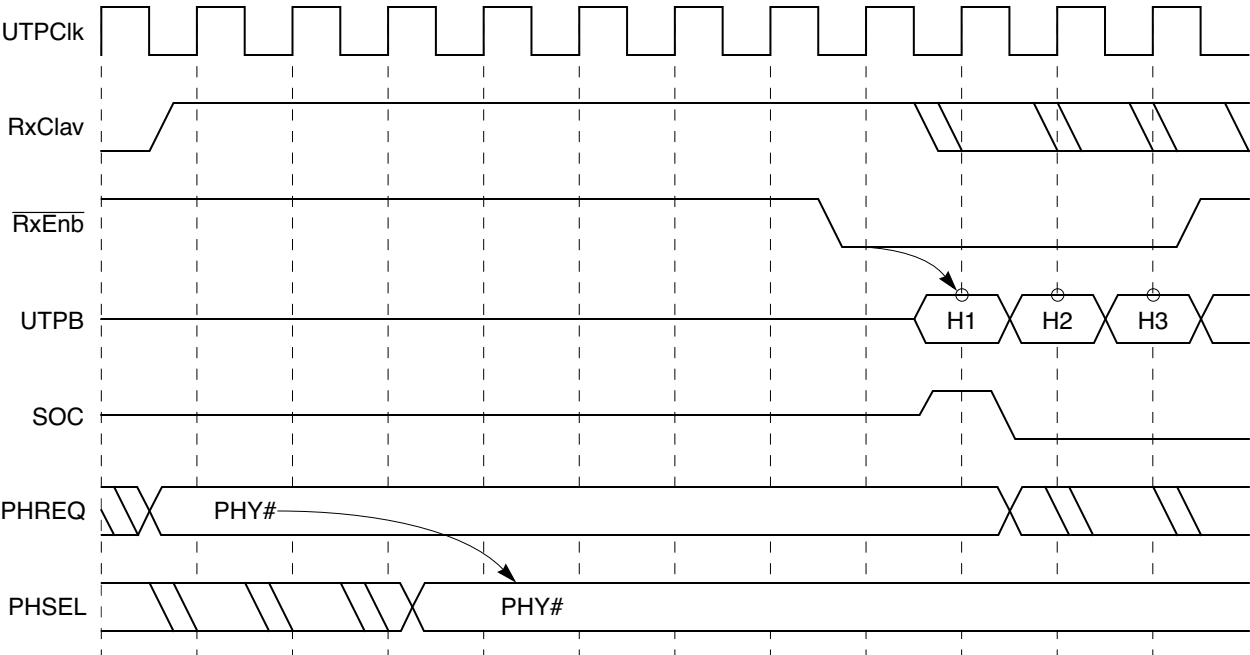 UTPClk
RxClav
RxEnb
UTPB
H1 H2 H3
SOC
PHREQ
PHY#
PHSEL
PHY#